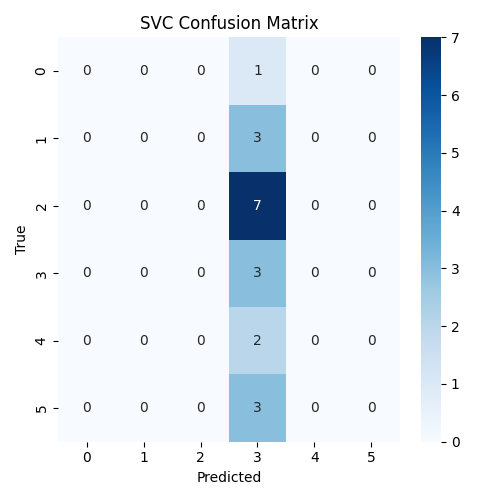 SVC Confusion Matrix
0 0 0 0 1 0 0
1 0 0 0 3 0 0
2 0 0 0 7 0 0
3 0 0 0 3 0 0
4 0 0 0 2 0 0
5 0 0 0 3 0 0
0 1 2 3 4 5
True
Predicted
7
6
5
4
3
2
1
0